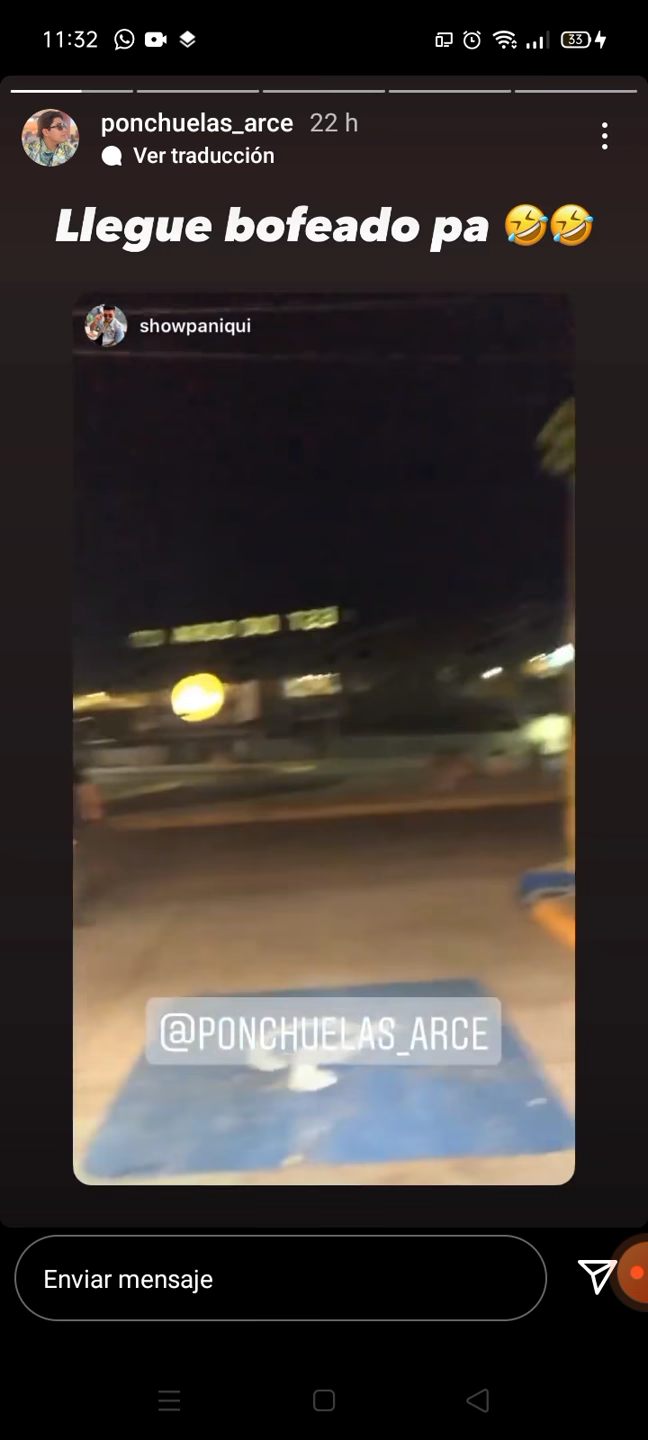 11:32
33
ponchuelas_arce 22 h
Ver traducción
Llegue bofeado pa 🤣🤣
showpaniqui
@PONCHUELAS_ARCE
Enviar mensaje